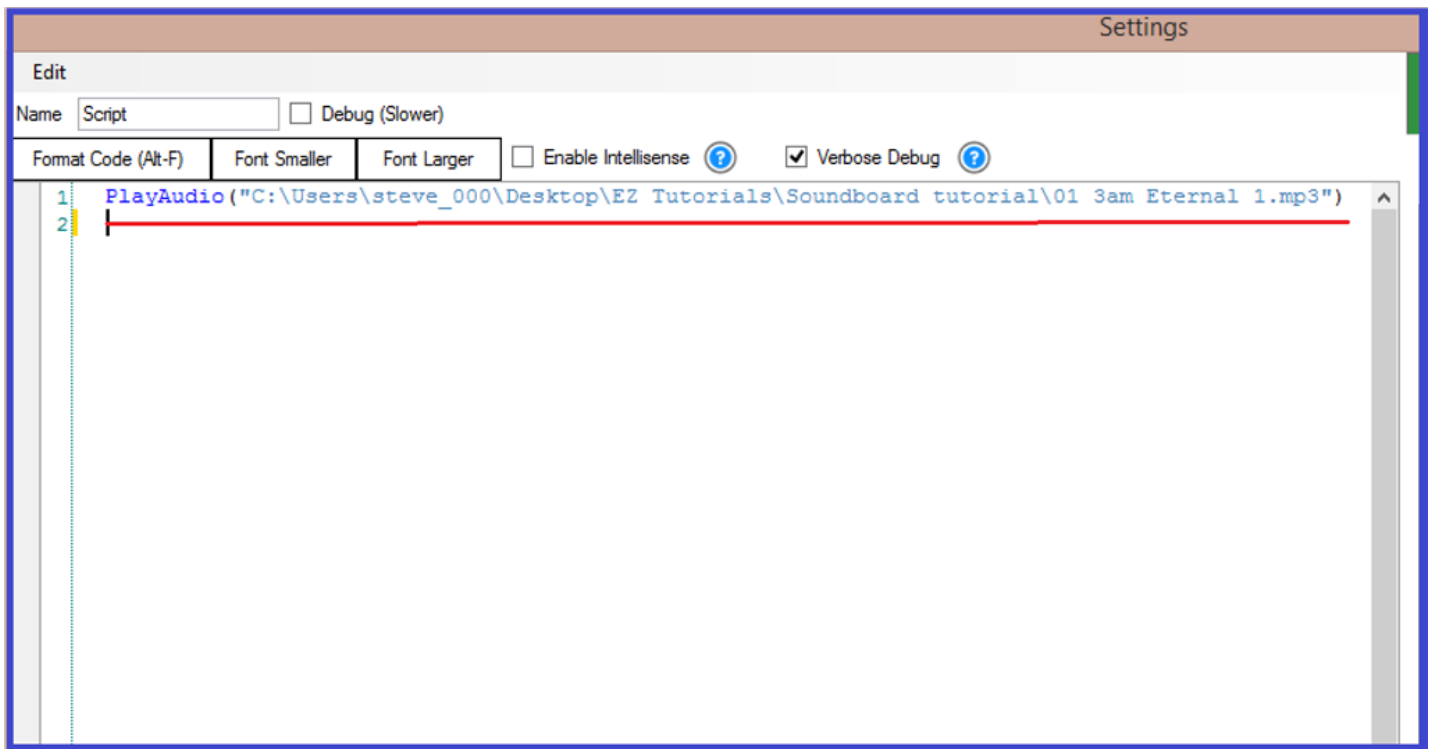 Settings
Edit
Name Script Debug (Slower)
Format Code (Alt-F) Font Smaller Font Larger Enable Intellisense ? Verbose Debug ?
1 PlayAudio("C:\Users\steve_000\Desktop\EZ Tutorials\Soundboard tutorial\01 3am Eternal 1.mp3")
2